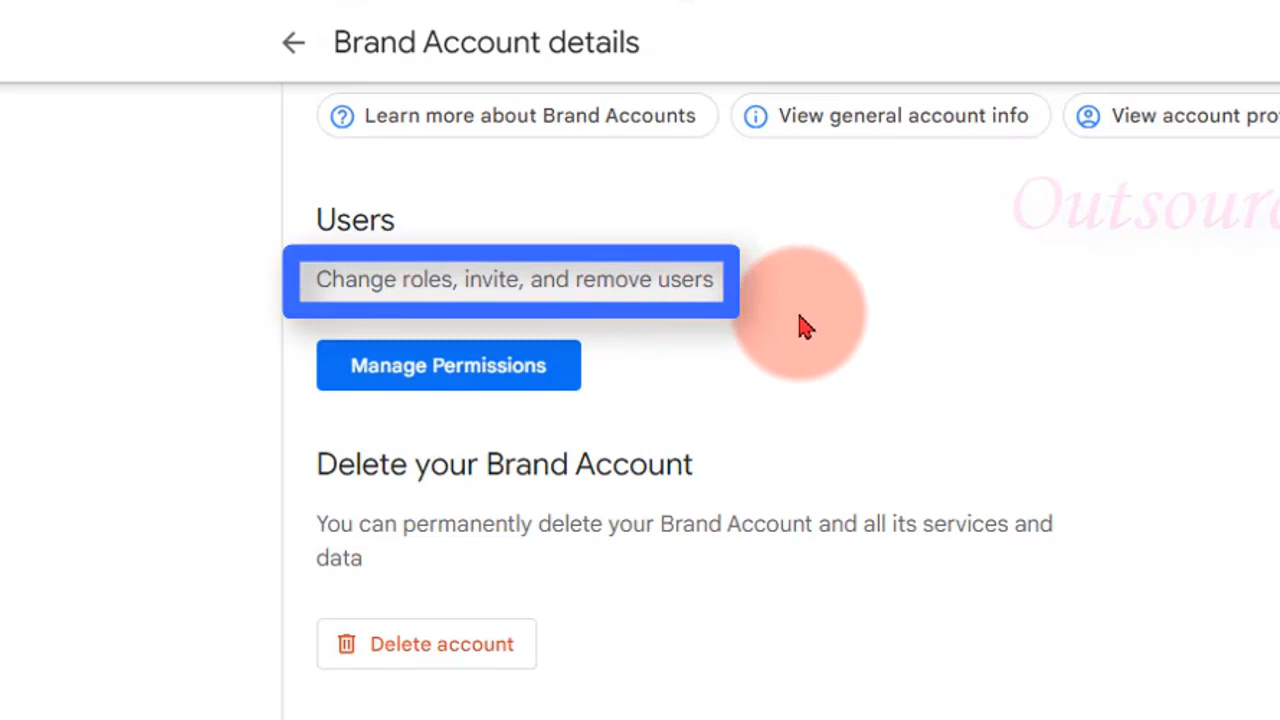 Brand Account details
Learn more about Brand Accounts
View general account info
View account pro
Outsour
Users
Change roles, invite, and remove users
Manage Permissions
Delete your Brand Account
You can permanently delete your Brand Account and all its services and
data
Delete account